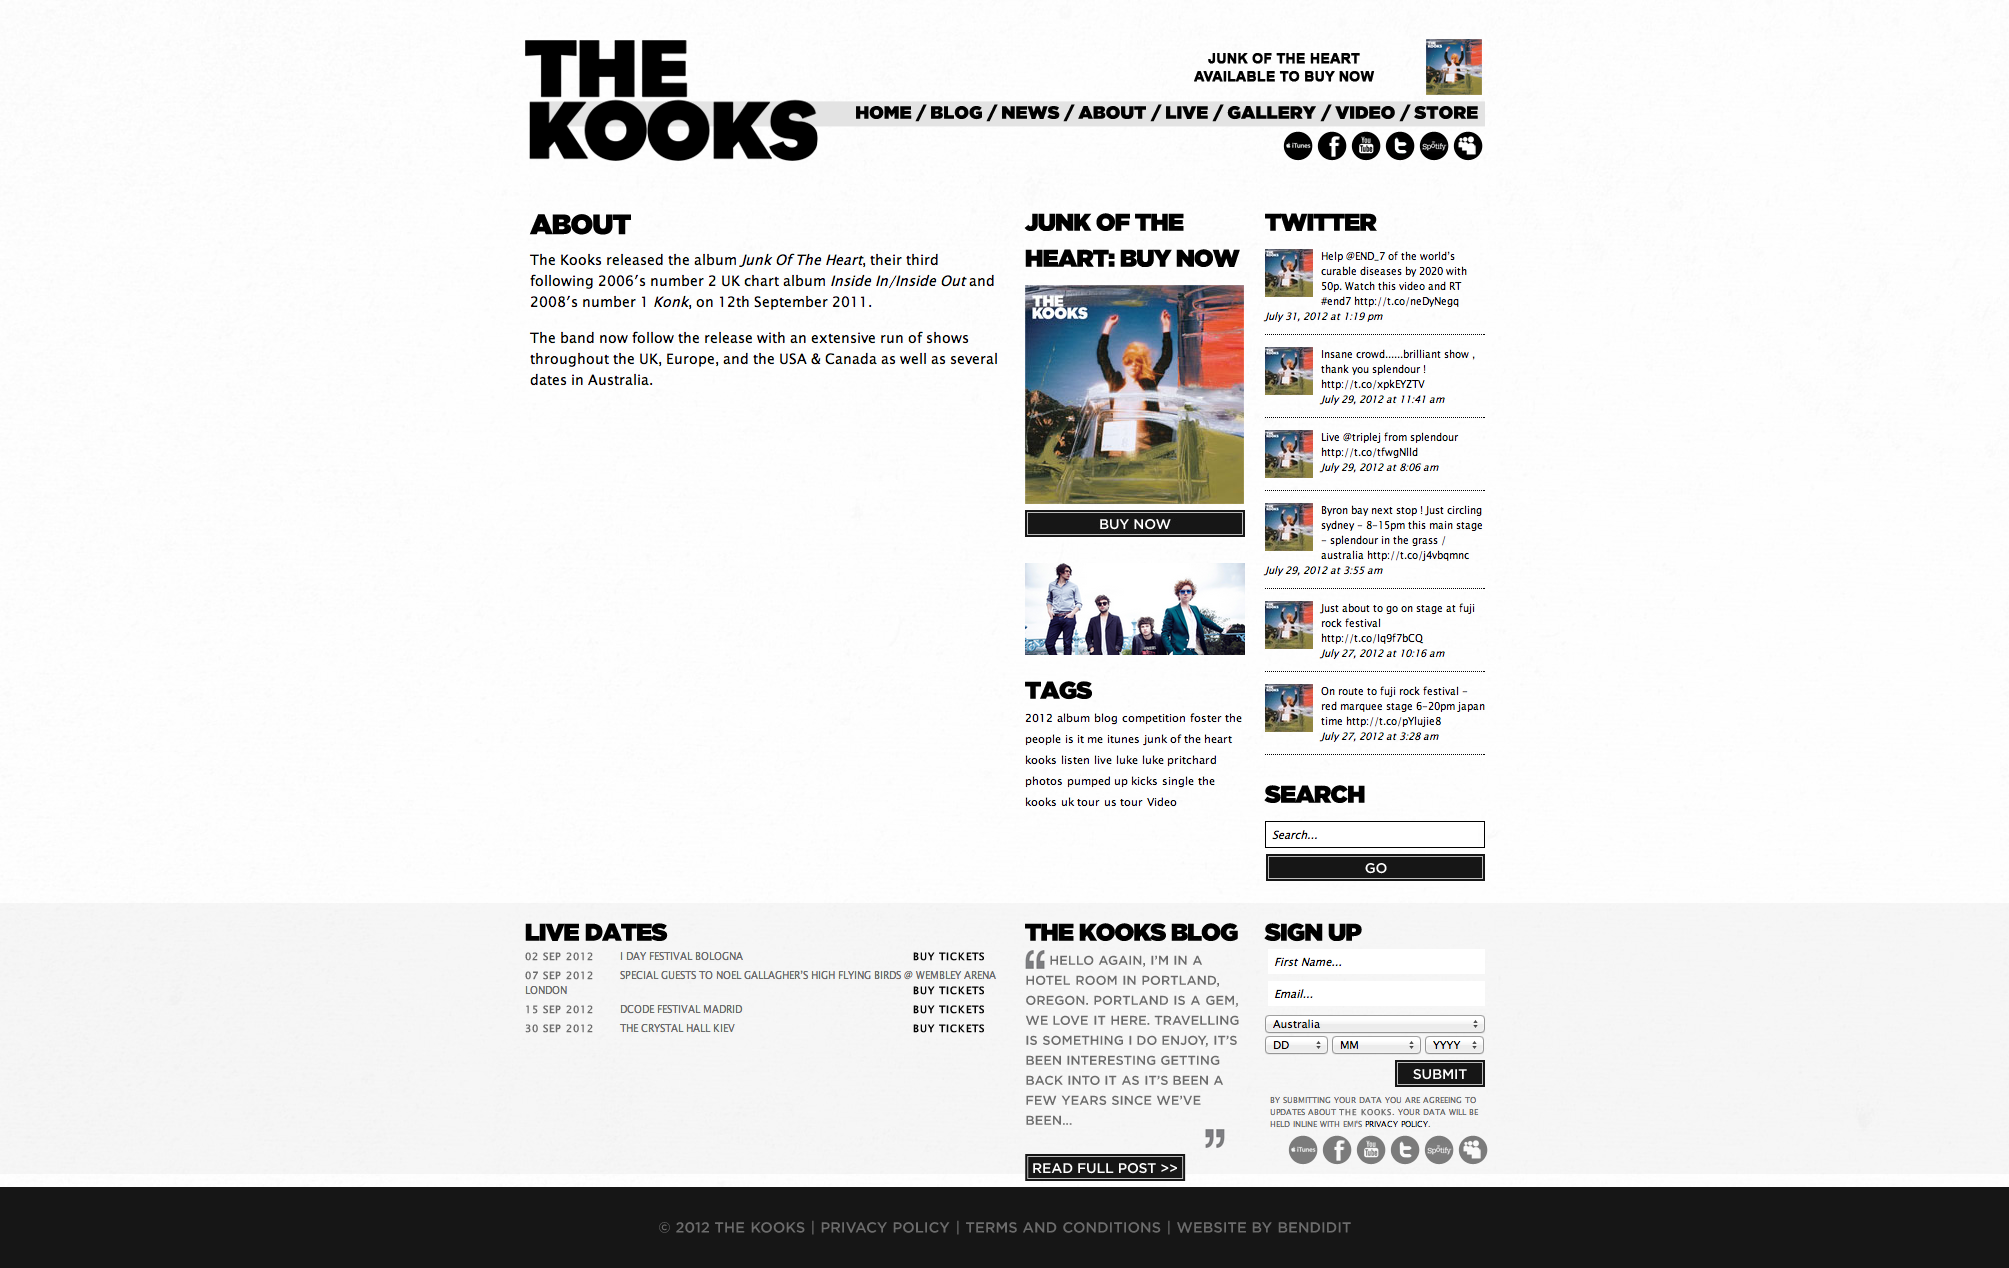 THE
KOOKS
JUNK OF THE HEART
AVAILABLE TO BUY NOW
THE KOOKS
HOME / BLOG / NEWS / ABOUT / LIVE / GALLERY / VIDEO / STORE
iTunes f You Tube t Spotify
ABOUT
The Kooks released the album Junk Of The Heart, their third
following 2006′s number 2 UK chart album Inside In/Inside Out and
2008′s number 1 Konk, on 12th September 2011.
The band now follow the release with an extensive run of shows
throughout the UK, Europe, and the USA & Canada as well as several
dates in Australia.
JUNK OF THE
HEART: BUY NOW
THE
KOOKS
BUY NOW
TAGS
2012 album blog competition foster the
people is it me itunes junk of the heart
kooks listen live luke luke pritchard
photos pumped up kicks single the
kooks uk tour us tour Video
TWITTER
Help @END_7 of the world's
curable diseases by 2020 with
50p. Watch this video and RT
#end7 http://t.co/neDyNegq
July 31, 2012 at 1:19 pm
Insane crowd......brilliant show ,
thank you splendour !
http://t.co/xpkEYZTV
July 29, 2012 at 11:41 am
Live @triplej from splendour
http://t.co/tfwgNlld
July 29, 2012 at 8:06 am
Byron bay next stop ! Just circling
sydney - 8-15pm this main stage
- splendour in the grass /
australia http://t.co/j4vbqmnc
July 29, 2012 at 3:55 am
Just about to go on stage at fuji
rock festival
http://t.co/lq9f7bCQ
July 27, 2012 at 10:16 am
On route to fuji rock festival -
red marquee stage 6-20pm japan
time http://t.co/pYlujie8
July 27, 2012 at 3:28 am
SEARCH
Search...
GO
LIVE DATES
02 SEP 2012 I DAY FESTIVAL BOLOGNA BUY TICKETS
07 SEP 2012 SPECIAL GUESTS TO NOEL GALLAGHER'S HIGH FLYING BIRDS @ WEMBLEY ARENA
LONDON BUY TICKETS
15 SEP 2012 DCODE FESTIVAL MADRID BUY TICKETS
30 SEP 2012 THE CRYSTAL HALL KIEV BUY TICKETS
THE KOOKS BLOG
“ HELLO AGAIN, I'M IN A
HOTEL ROOM IN PORTLAND,
OREGON. PORTLAND IS A GEM,
WE LOVE IT HERE. TRAVELLING
IS SOMETHING I DO ENJOY, IT'S
BEEN INTERESTING GETTING
BACK INTO IT AS IT'S BEEN A
FEW YEARS SINCE WE'VE
BEEN...
”
READ FULL POST >>
SIGN UP
First Name...
Email...
Australia
DD MM YYYY
SUBMIT
BY SUBMITTING YOUR DATA YOU ARE AGREEING TO
UPDATES ABOUT THE KOOKS. YOUR DATA WILL BE
HELD INLINE WITH EMI'S PRIVACY POLICY.
iTunes f You Tube t Spotify
© 2012 THE KOOKS | PRIVACY POLICY | TERMS AND CONDITIONS | WEBSITE BY BENDIDIT